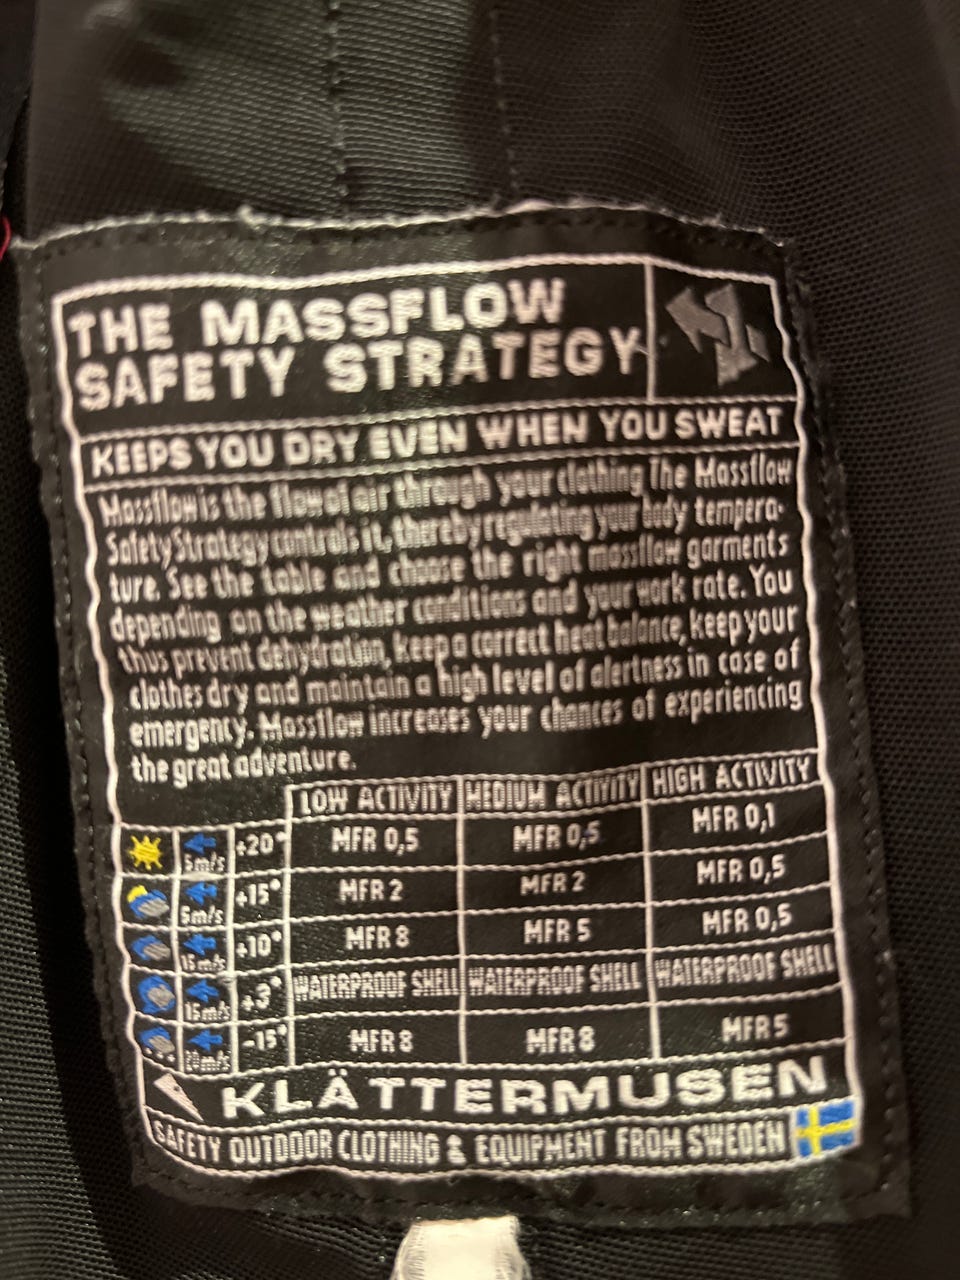 THE MASSFLOW
SAFETY STRATEGY
KEEPS YOU DRY EVEN WHEN YOU SWEAT
Massflow is the flow of air through your clothing The Massflow
Safety Strategy controls it, thereby regulating your body tempera-
ture. See the table and choose the right massflow garments
depending on the weather conditions and your work rate. You
thus prevent dehydration, keep a correct heat balance, keep your
clothes dry and maintain a high level of alertness in case of
emergency. Massflow increases your chances of experiencing
the great adventure.
LOW ACTIVITY MEDIUM ACTIVITY HIGH ACTIVITY
5m/s +20° MFR 0,5 MFR 0,5 MFR 0,1
5m/s +15° MFR 2 MFR 2 MFR 0,5
15m/s +10° MFR 8 MFR 5 MFR 0,5
15m/s +3° WATERPROOF SHELL WATERPROOF SHELL WATERPROOF SHELL
-15° MFR 8 MFR 8 MFR 5
KLÄTTERMUSEN
SAFETY OUTDOOR CLOTHING & EQUIPMENT FROM SWEDEN